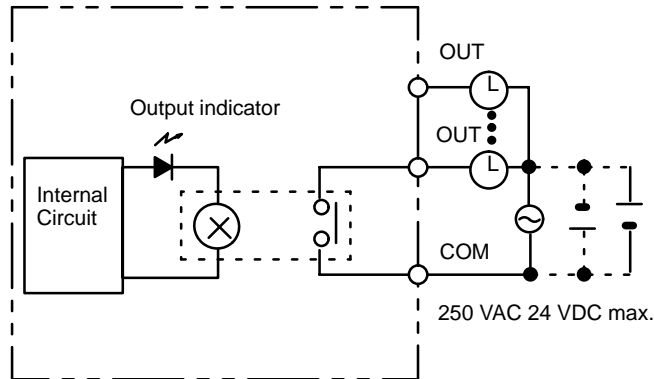 OUT
L
Output indicator
OUT
L
Internal
Circuit
COM
250 VAC 24 VDC max.